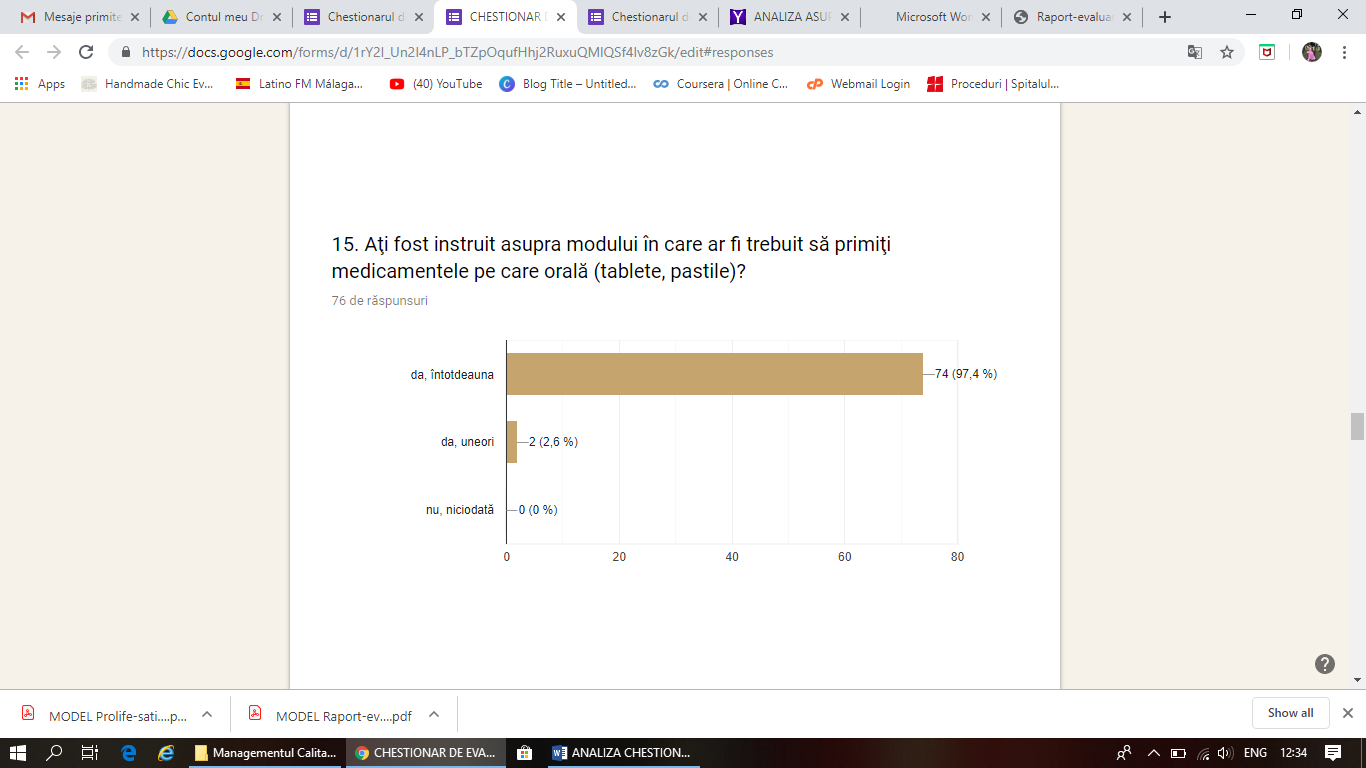 Mesaje primite
Contul meu Dr
Chestionarul d
CHESTIONAR D
Chestionarul d
ANALIZA ASUP
Microsoft Wor
Raport-evaluar
https://docs.google.com/forms/d/1rY2I_Un2I4nLP_bTZpOqufHhj2RuxuQMlQSf4Iv8zGk/edit#responses
Apps
Handmade Chic Ev...
Latino FM Málaga...
(40) YouTube
Blog Title – Untitled...
Coursera | Online C...
Webmail Login
Proceduri | Spitalul...
15. Aţi fost instruit asupra modului în care ar fi trebuit să primiţi
medicamentele pe care orală (tablete, pastile)?
76 de răspunsuri
da, întotdeauna
74 (97,4 %)
da, uneori
2 (2,6 %)
nu, niciodată
0 (0 %)
0 20 40 60 80
MODEL Prolife-sati....p...
MODEL Raport-ev....pdf
Show all
Managementul Calita...
CHESTIONAR DE EVA...
ANALIZA CHESTION...
ENG
12:34